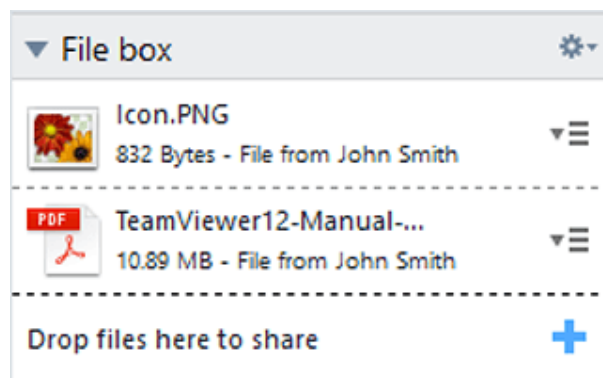 File box
Icon.PNG
832 Bytes - File from John Smith
PDF
TeamViewer12-Manual-...
10.89 MB - File from John Smith
Drop files here to share